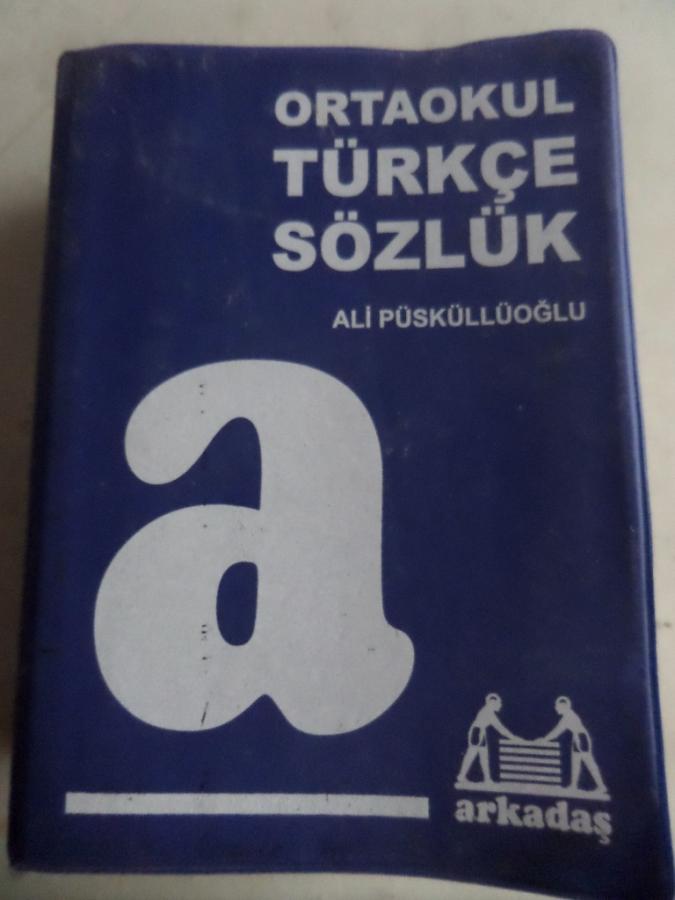 ORTAOKUL
TÜRKÇE
SÖZLÜK
ALİ PÜSKÜLLÜOĞLU
a
arkadaş